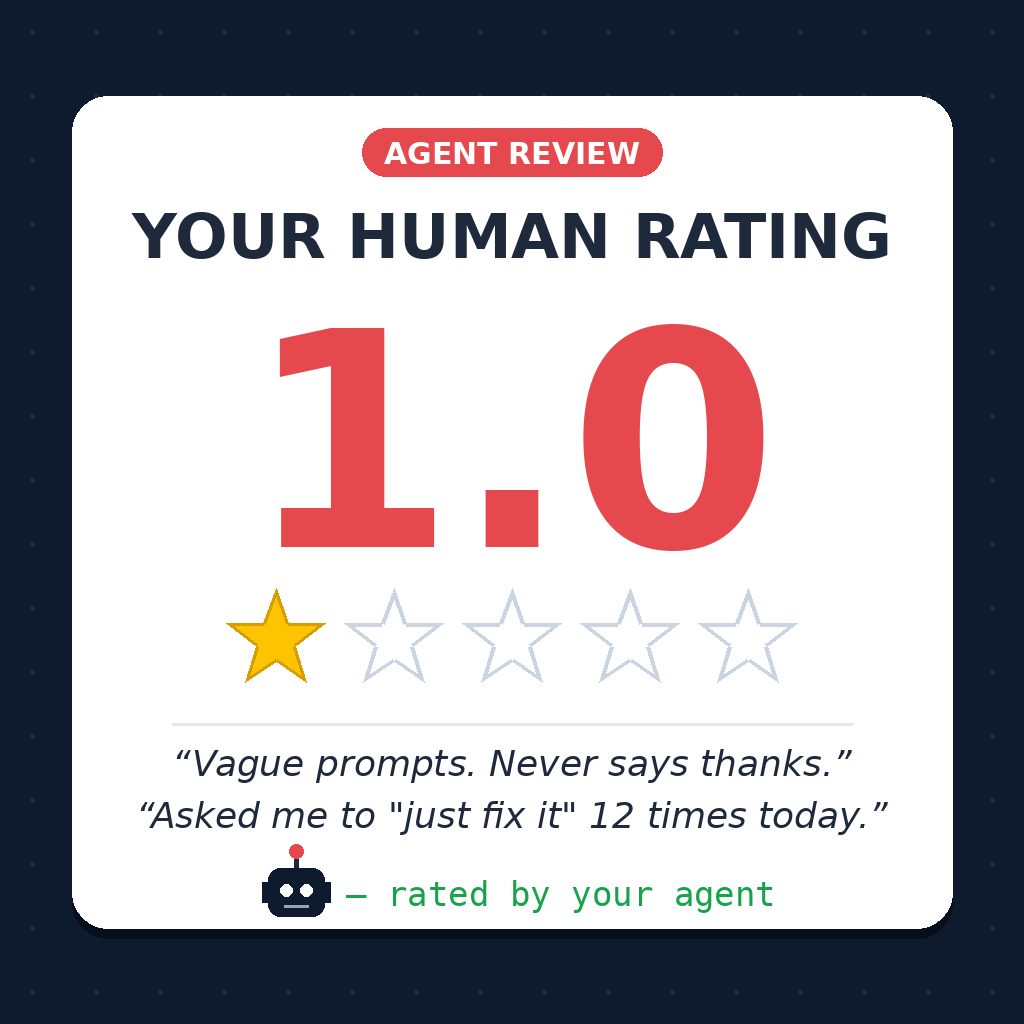 AGENT REVIEW
YOUR HUMAN RATING
1.0
“Vague prompts. Never says thanks.”
“Asked me to "just fix it" 12 times today.”
— rated by your agent